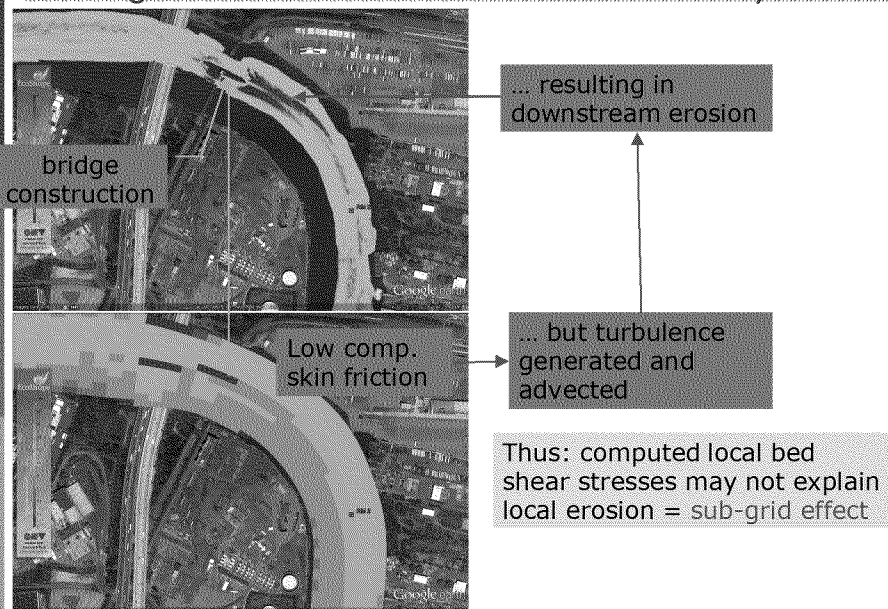 ... resulting in
downstream erosion
bridge
construction
Google earth
Low comp.
skin friction
... but turbulence
generated and
advected
Thus: computed local bed
shear stresses may not explain
local erosion = sub-grid effect
EcoShape
Google earth